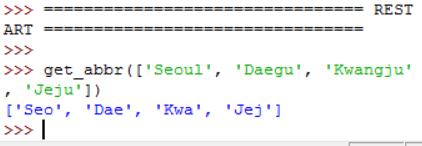 >>> ================================ REST
ART ================================
>>>
>>> get_abbr(['Seoul', 'Daegu', 'Kwangju'
, 'Jeju'])
['Seo', 'Dae', 'Kwa', 'Jej']
>>>